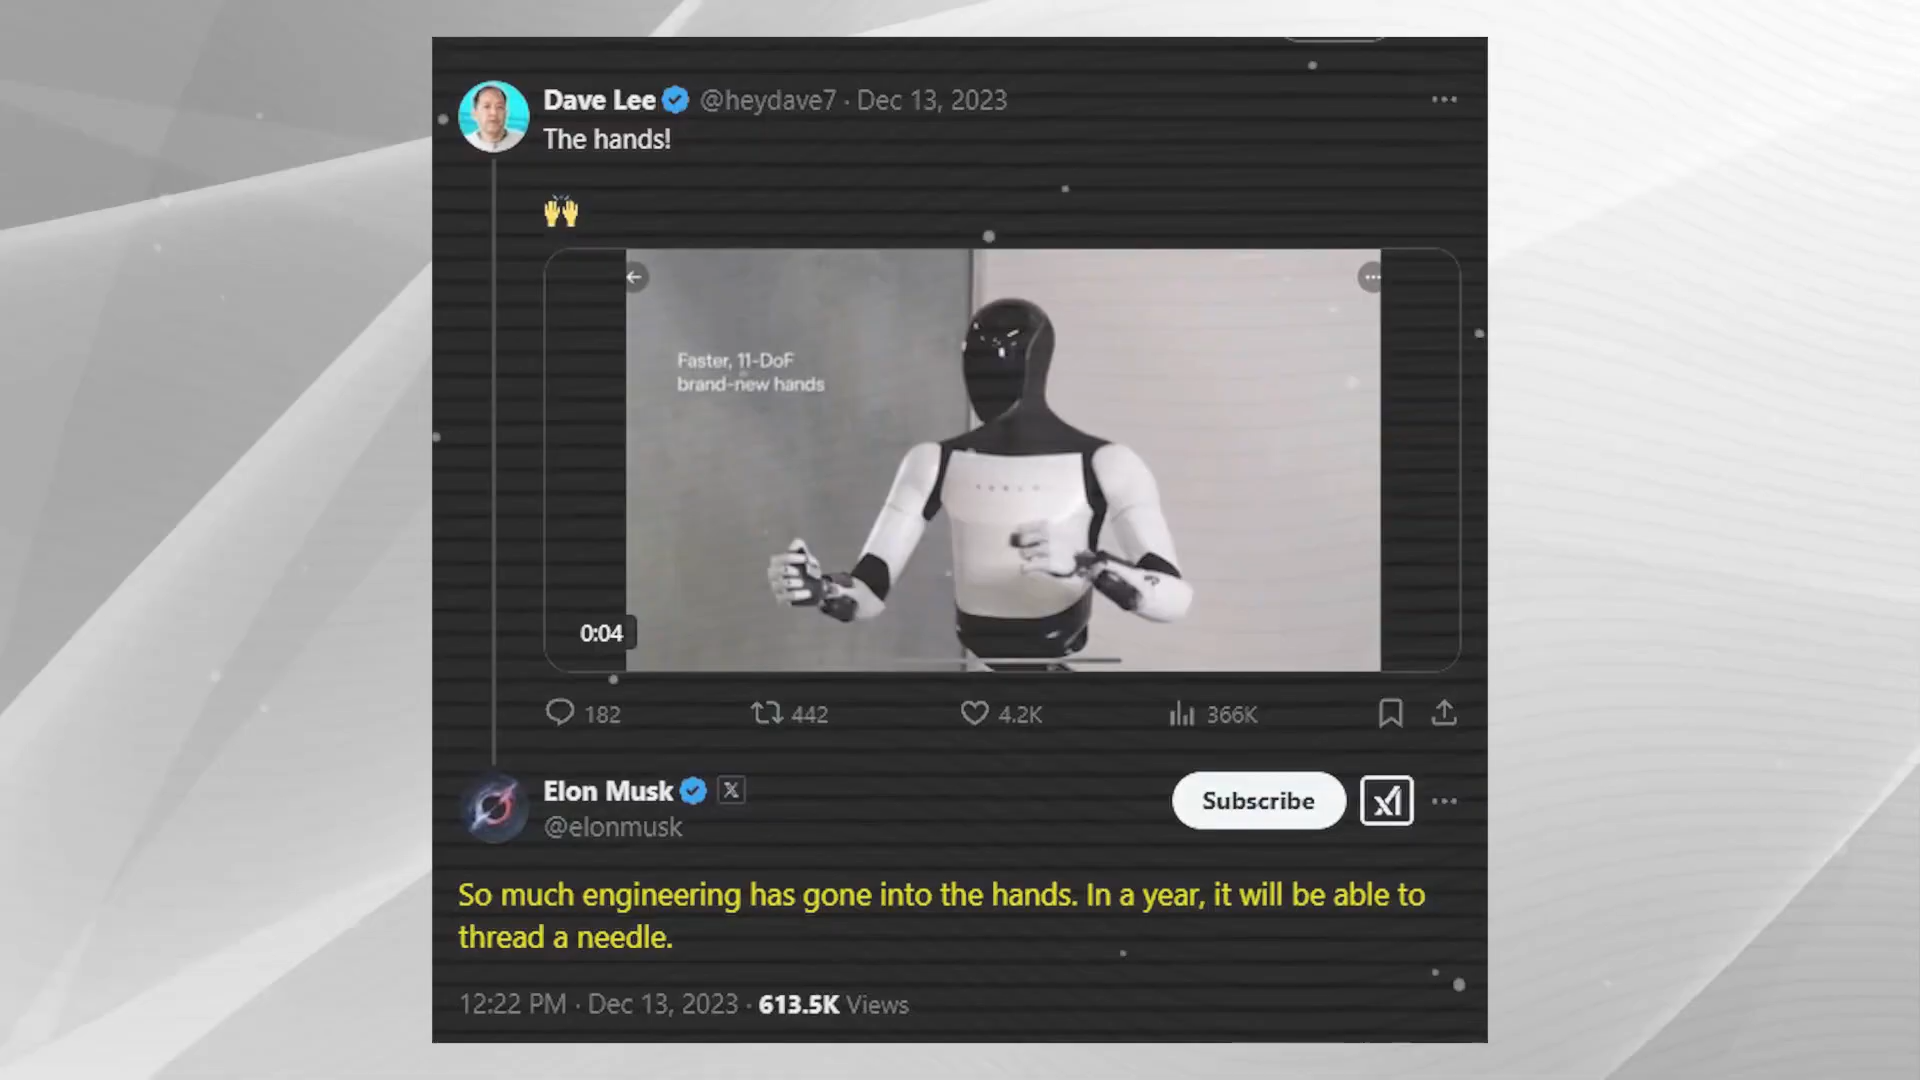 Dave Lee @heydave7 · Dec 13, 2023
The hands!
🙌
Faster, 11-DoF
brand-new hands
TESLA
0:04
182 442 4.2K 366K
Elon Musk
@elonmusk
Subscribe
So much engineering has gone into the hands. In a year, it will be able to
thread a needle.
12:22 PM · Dec 13, 2023 · 613.5K Views